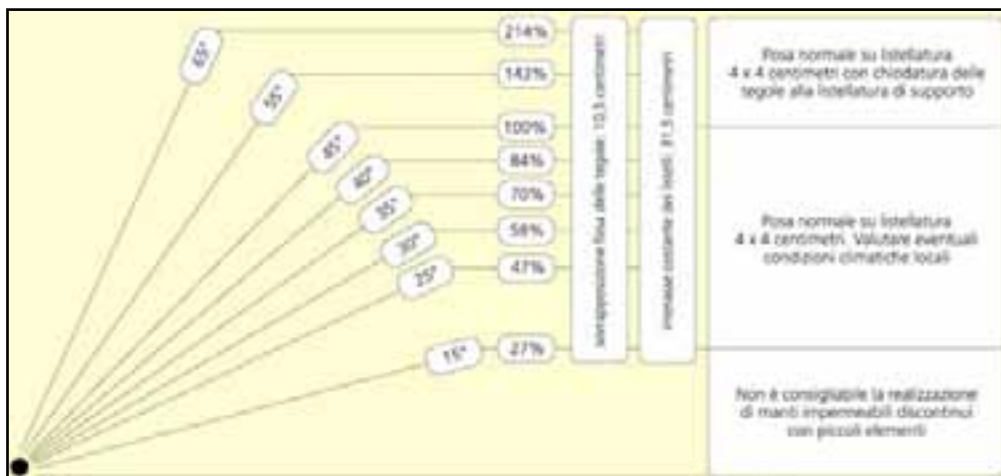 65°
214%
55°
142%
45°
100%
40°
84%
35°
70%
30°
58%
25°
47%
15°
27%
sovrapposizione fissa delle tegole: 10,5 centimetri
interasse costante dei listelli: 31,5 centimetri
Posa normale su listellatura
4 x 4 centimetri con chiodatura delle
tegole alla listellatura di supporto
Posa normale su listellatura
4 x 4 centimetri. Valutare eventuali
condizioni climatiche locali
Non è consigliabile la realizzazione
di manti impermeabili discontinui
con piccoli elementi